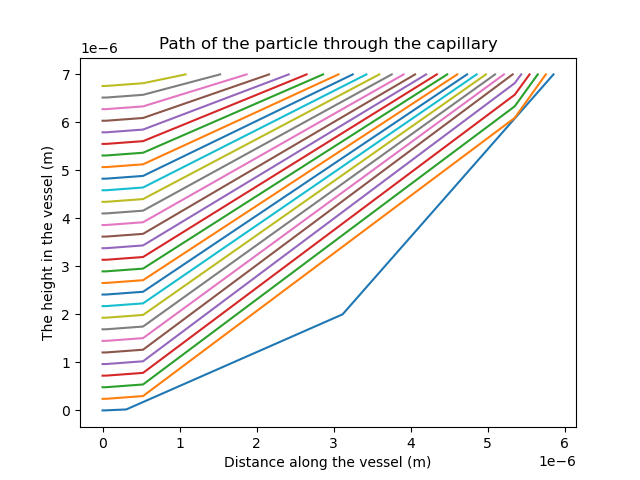 Path of the particle through the capillary
1e−6
7
6
5
4
3
2
1
0
The height in the vessel (m)
0 1 2 3 4 5 6
Distance along the vessel (m)
1e−6